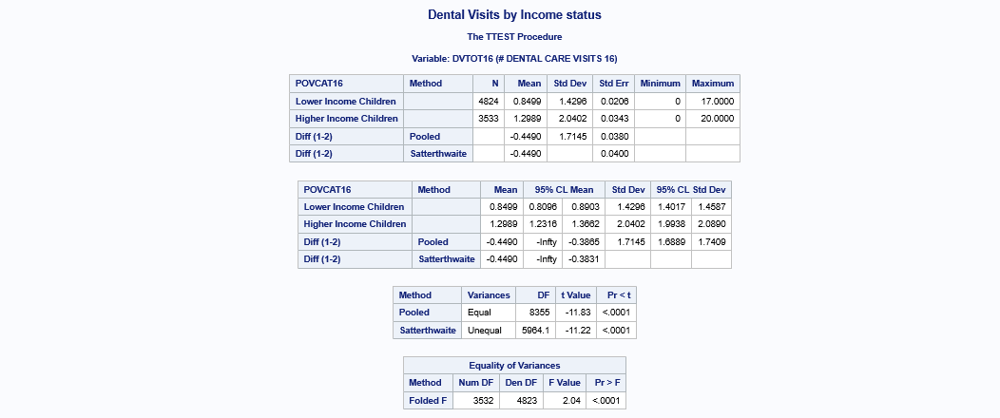 Dental Visits by Income status
The TTEST Procedure
Variable: DVTOT16 (# DENTAL CARE VISITS 16)
POVCAT16 Method N Mean Std Dev Std Err Minimum Maximum
Lower Income Children 4824 0.8499 1.4296 0.0206 0 17.0000
Higher Income Children 3533 1.2989 2.0402 0.0343 0 20.0000
Diff (1-2) Pooled -0.4490 1.7145 0.0380
Diff (1-2) Satterthwaite -0.4490 0.0400
POVCAT16 Method Mean 95% CL Mean Std Dev 95% CL Std Dev
Lower Income Children 0.8499 0.8096 0.8903 1.4296 1.4017 1.4587
Higher Income Children 1.2989 1.2316 1.3662 2.0402 1.9938 2.0890
Diff (1-2) Pooled -0.4490 -Infty -0.3865 1.7145 1.6889 1.7409
Diff (1-2) Satterthwaite -0.4490 -Infty -0.3831
Method Variances DF t Value Pr < t
Pooled Equal 8355 -11.83 <.0001
Satterthwaite Unequal 5964.1 -11.22 <.0001
Equality of Variances
Method Num DF Den DF F Value Pr > F
Folded F 3532 4823 2.04 <.0001